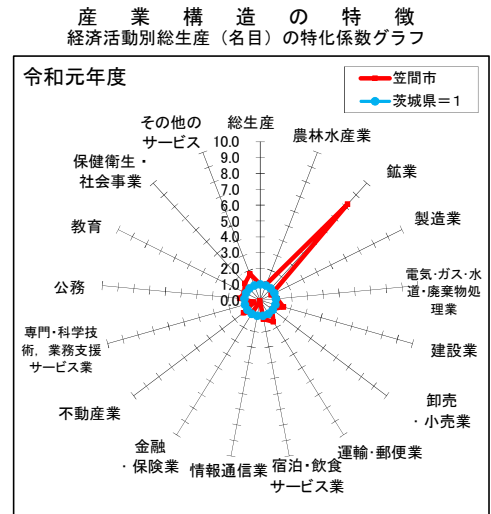 産業構造の特徴
経済活動別総生産（名目）の特化係数グラフ
令和元年度
笠間市
茨城県＝1
総生産
農林水産業
鉱業
製造業
電気・ガス・水
道・廃棄物処
理業
建設業
卸売
・小売業
運輸・郵便業
宿泊・飲食
サービス業
情報通信業
金融
・保険業
不動産業
専門・科学技
術，業務支援
サービス業
公務
教育
保健衛生・
社会事業
その他の
サービス
10.0
9.0
8.0
7.0
6.0
5.0
4.0
3.0
2.0
1.0
0.0